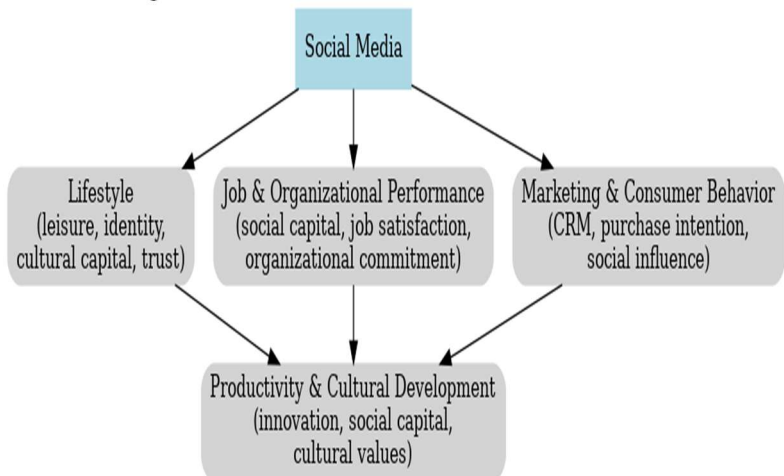 Social Media
Lifestyle
(leisure, identity,
cultural capital, trust)
Job & Organizational Performance
(social capital, job satisfaction,
organizational commitment)
Marketing & Consumer Behavior
(CRM, purchase intention,
social influence)
Productivity & Cultural Development
(innovation, social capital,
cultural values)